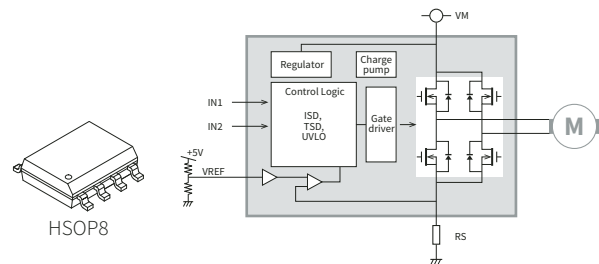 VM
Regulator
Charge
pump
Control Logic
IN1
ISD,
TSD,
UVLO
Gate
driver
IN2
M
+5V
VREF
HSOP8
RS